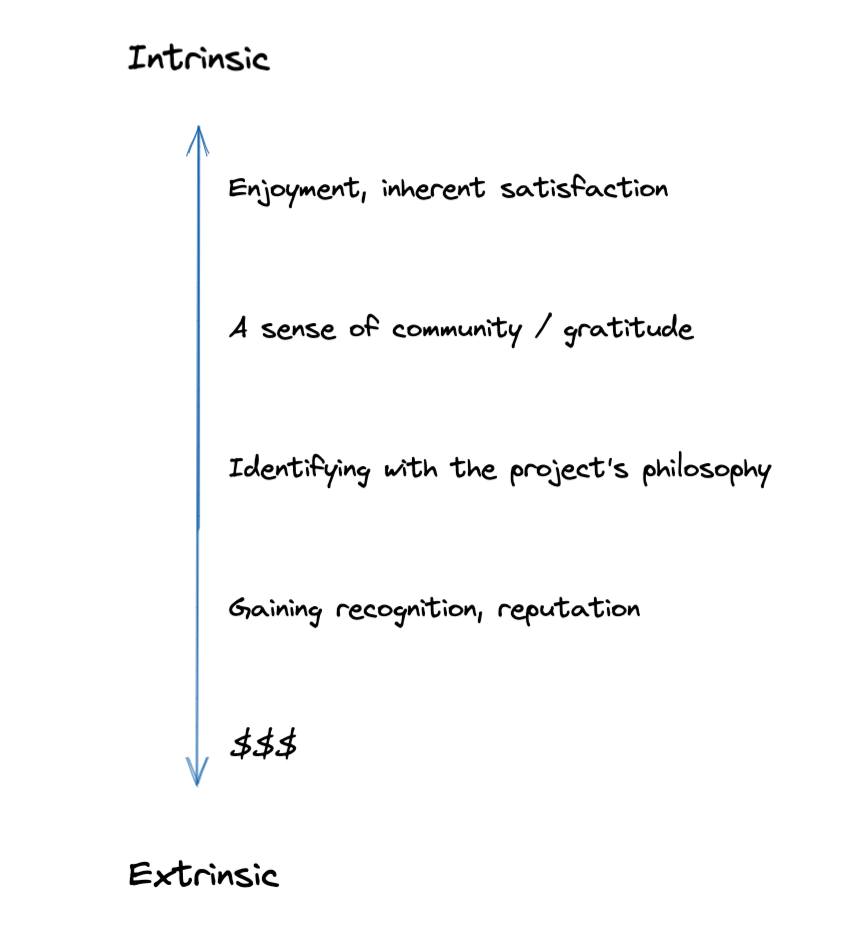 Intrinsic
Enjoyment, inherent satisfaction
A sense of community / gratitude
Identifying with the project's philosophy
Gaining recognition, reputation
$$$
Extrinsic